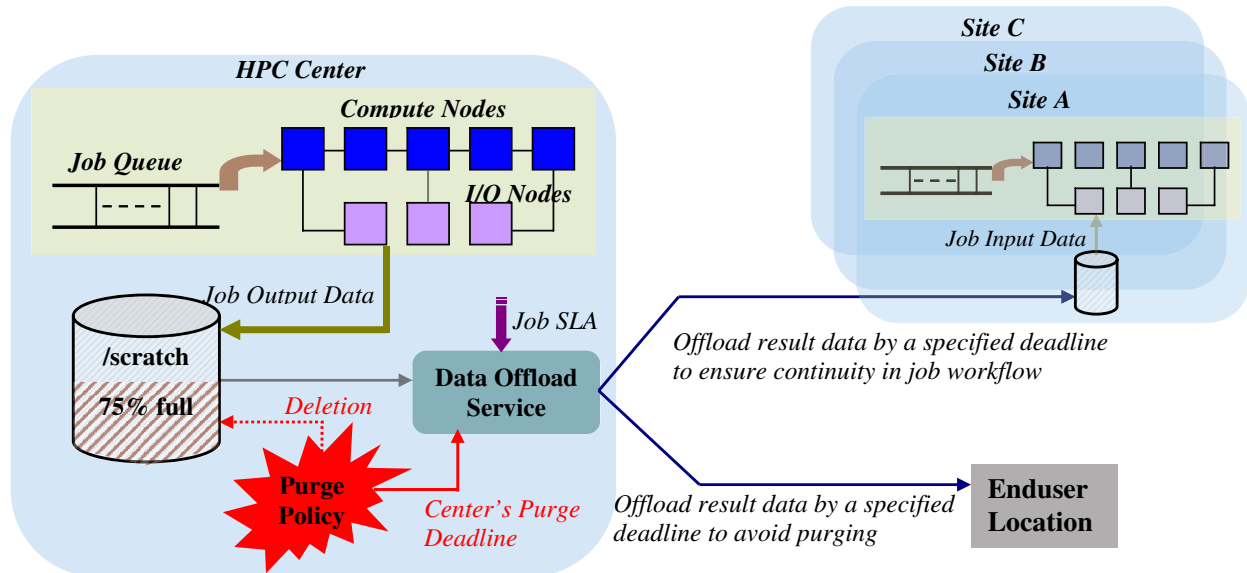 Site C
Site B
Site A
HPC Center
Compute Nodes
Job Queue
I/O Nodes
Job Input Data
Job Output Data
Job SLA
/scratch
75% full
Data Offload
Service
Offload result data by a specified deadline
to ensure continuity in job workflow
Deletion
Purge
Policy
Center's Purge
Deadline
Offload result data by a specified
deadline to avoid purging
Enduser
Location